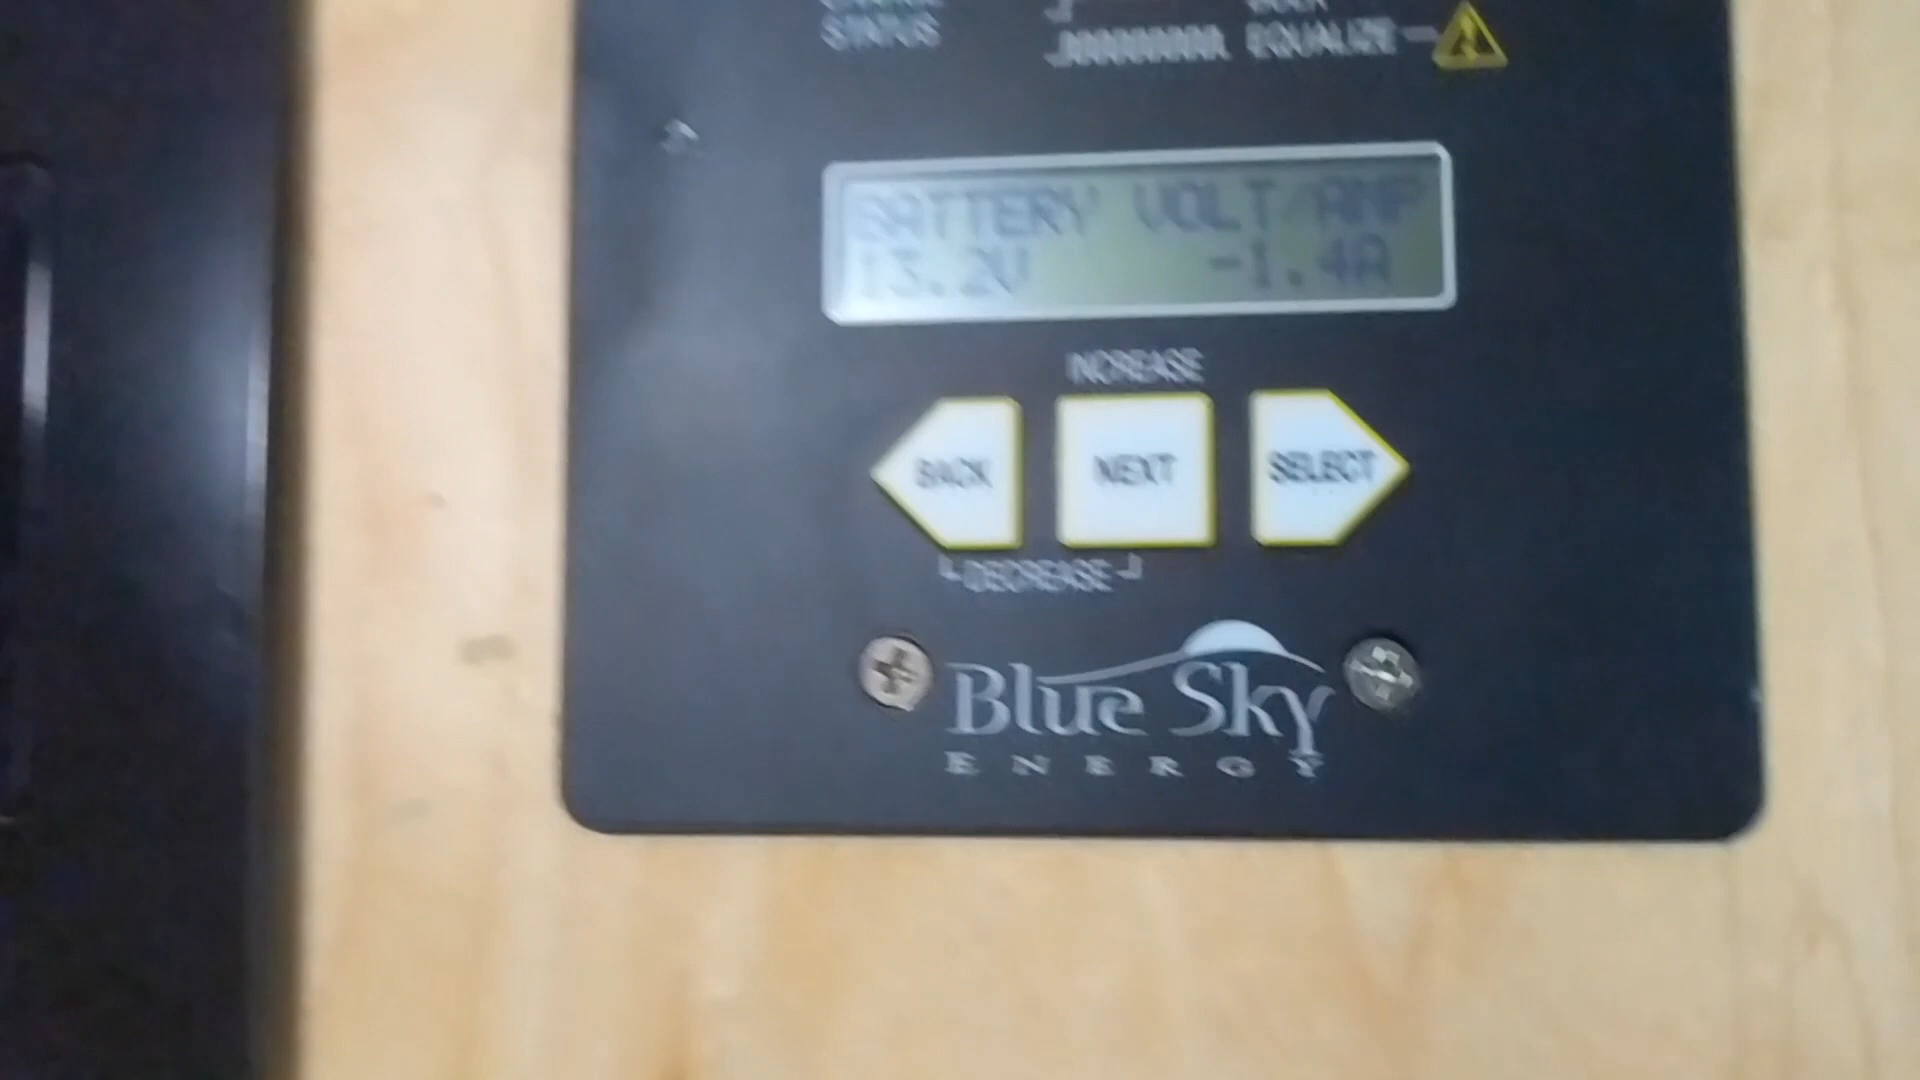 STATUS
EQUALIZE
BATTERY VOLT/AMP
13.2V -1.4A
INCREASE
BACK NEXT SELECT
DECREASE
Blue Sky
ENERGY